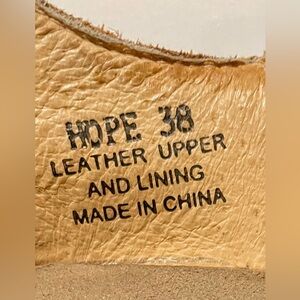 HOPE 38
LEATHER UPPER
AND LINING
MADE IN CHINA